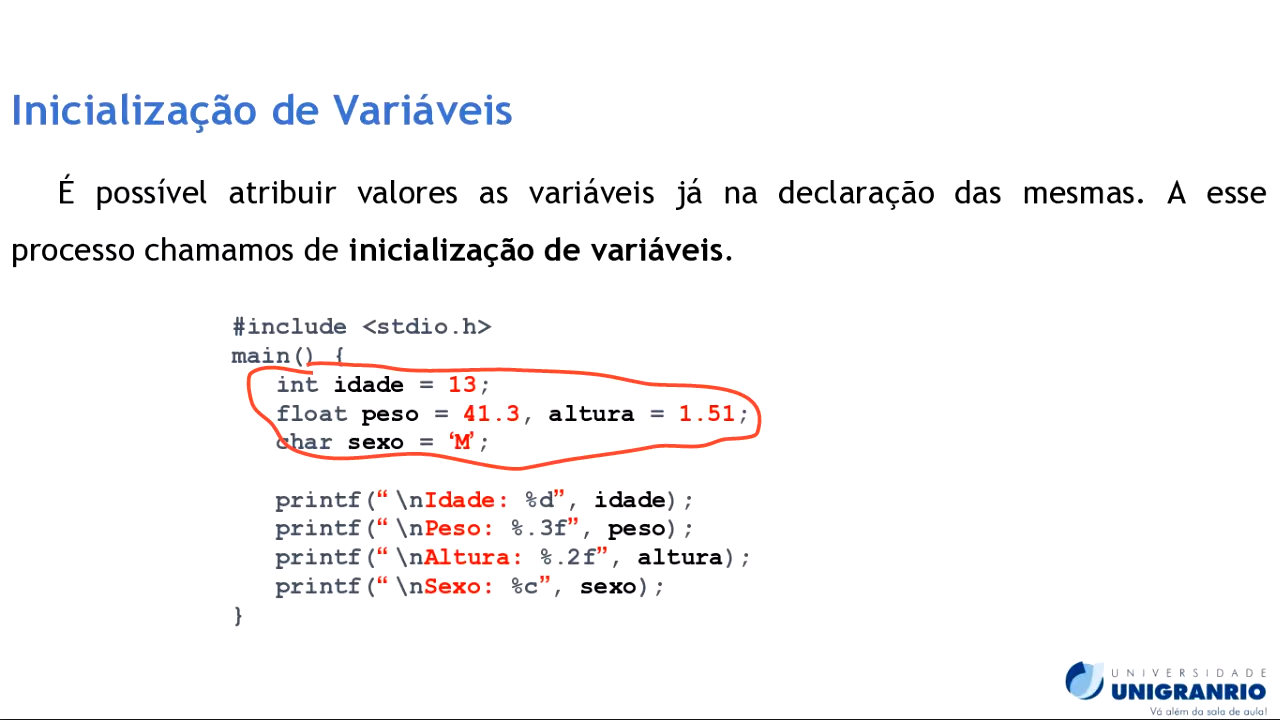 Inicialização de Variáveis
É possível atribuir valores as variáveis já na declaração das mesmas. A esse
processo chamamos de inicialização de variáveis.
#include <stdio.h>
main() {
int idade = 13;
float peso = 41.3, altura = 1.51;
char sexo = ‘M’;
printf(“ \nIdade: %d”, idade);
printf(“ \nPeso: %.3f”, peso);
printf(“ \nAltura: %.2f”, altura);
printf(“ \nSexo: %c”, sexo);
}
UNIVERSIDADE
UNIGRANRIO
Vá além da sala de aula!